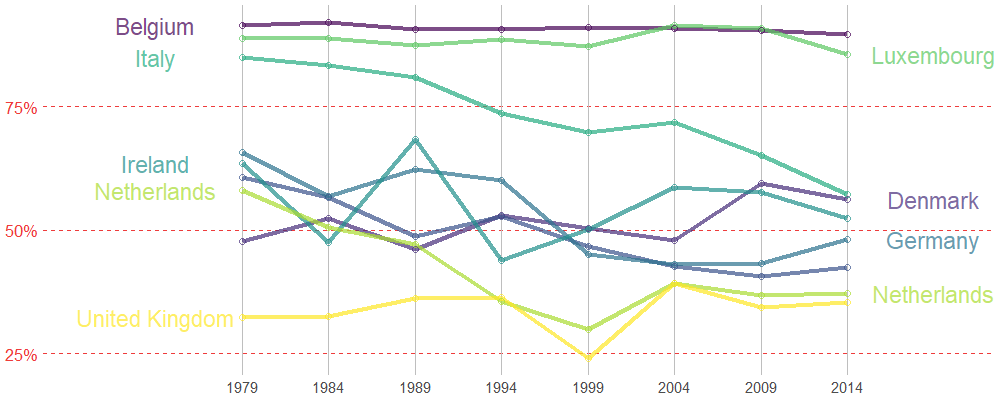 Belgium
Italy
Luxembourg
75%
Ireland
Netherlands
Denmark
50%
Germany
Netherlands
United Kingdom
25%
1979 1984 1989 1994 1999 2004 2009 2014